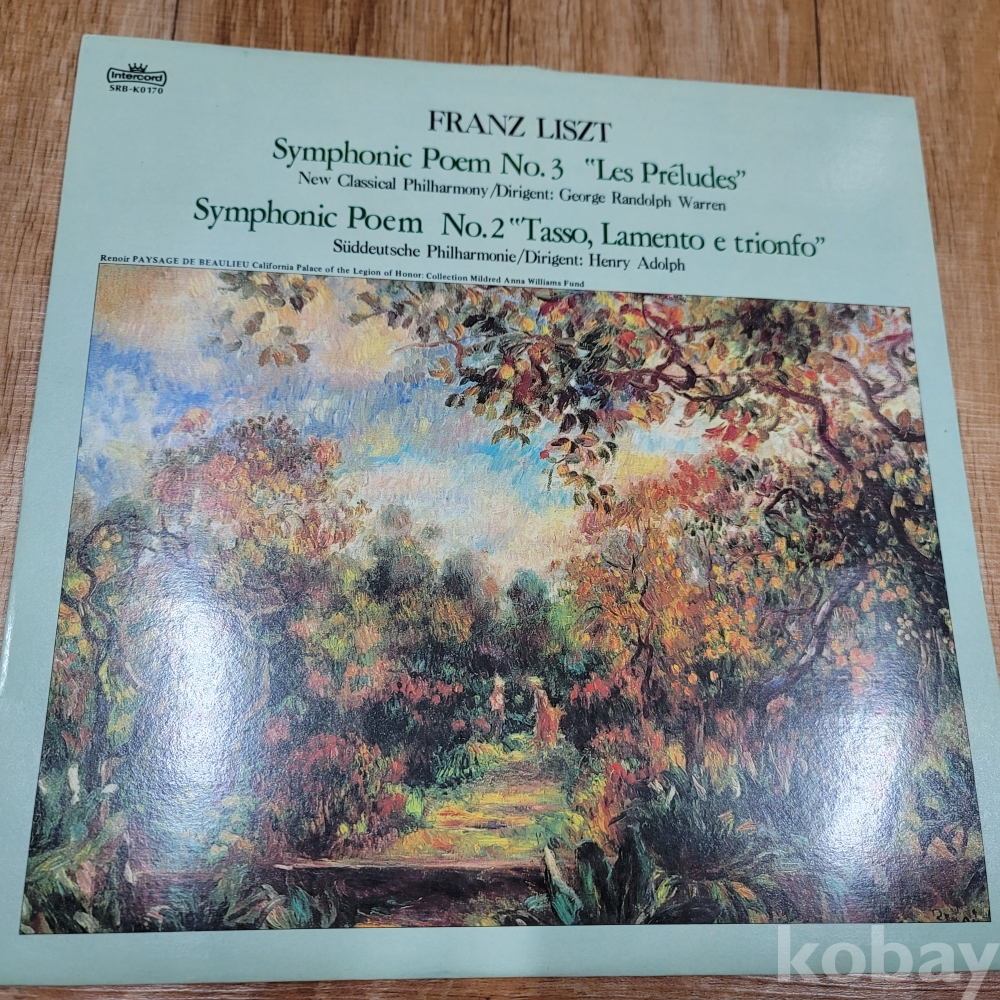 Intercord
SRB-K0170
FRANZ LISZT
Symphonic Poem No. 3 "Les Préludes"
New Classical Philharmony/Dirigent: George Randolph Warren
Symphonic Poem No. 2 "Tasso, Lamento e trionfo"
Süddeutsche Philharmonie/Dirigent: Henry Adolph
Renoir PAYSAGE DE BEAULIEU California Palace of the Legion of Honor: Collection Mildred Anna Williams Fund
kobay